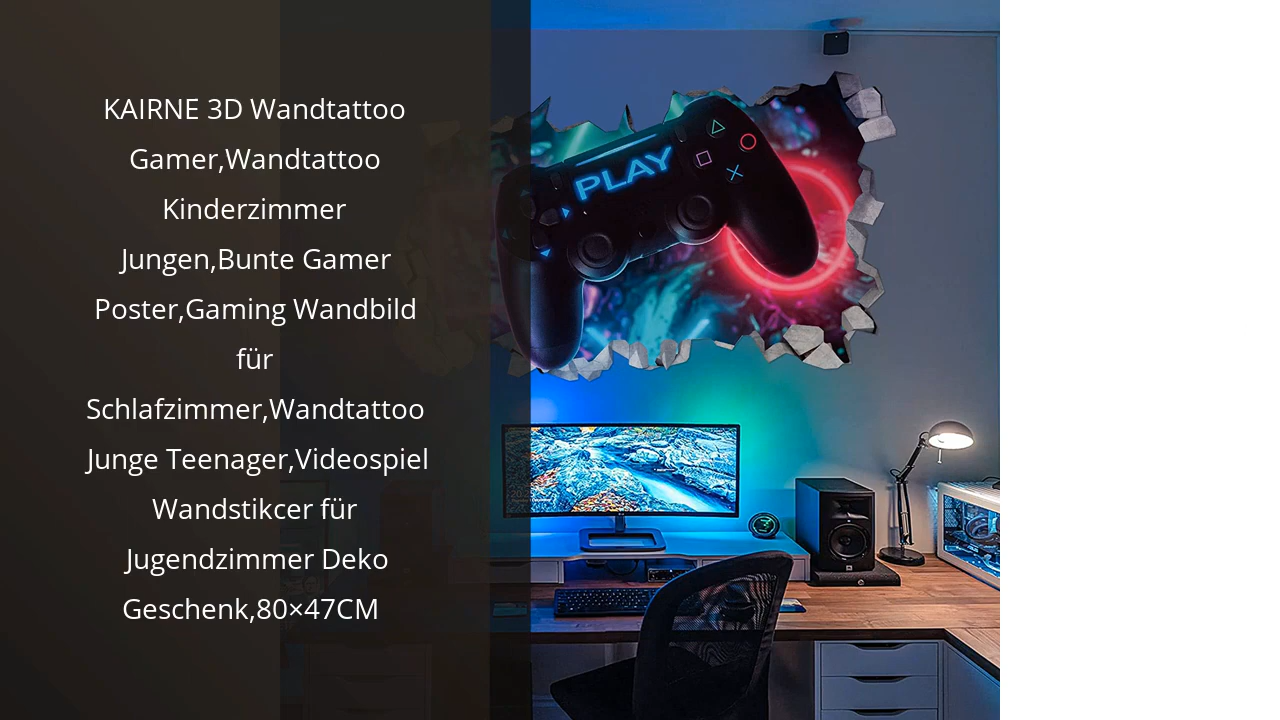 KAIRNE 3D Wandtattoo
Gamer,Wandtattoo
Kinderzimmer
Jungen,Bunte Gamer
Poster,Gaming Wandbild
für
Schlafzimmer,Wandtattoo
Junge Teenager,Videospiel
Wandstikcer für
Jugendzimmer Deko
Geschenk,80×47CM
PLAY